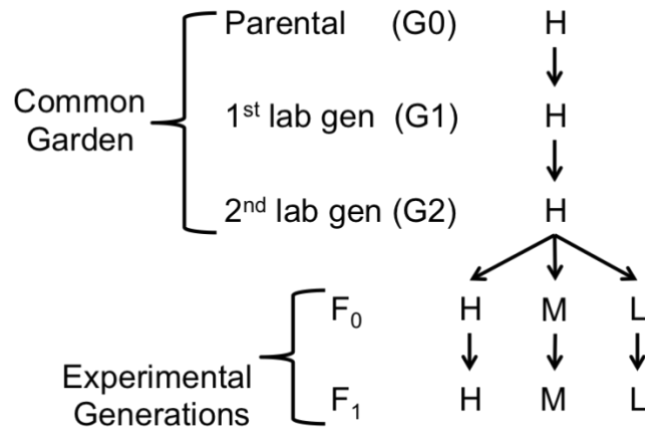 Parental (G0) H
Common Garden
1st lab gen (G1) H
2nd lab gen (G2) H
F0 H M L
Experimental Generations
F1 H M L